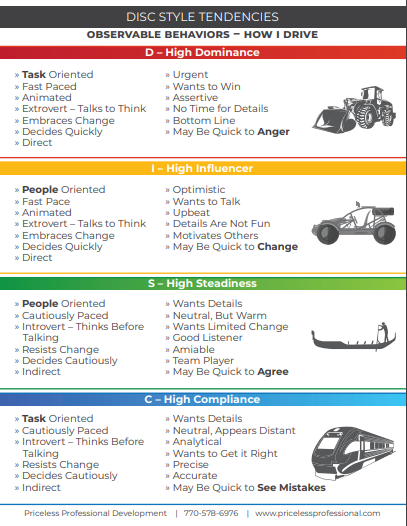 DISC STYLE TENDENCIES
OBSERVABLE BEHAVIORS – HOW I DRIVE
D – High Dominance
» Task Oriented
» Fast Paced
» Animated
» Extrovert – Talks to Think
» Embraces Change
» Decides Quickly
» Direct
» Urgent
» Wants to Win
» Assertive
» No Time for Details
» Bottom Line
» May Be Quick to Anger
I – High Influencer
» People Oriented
» Fast Pace
» Animated
» Extrovert – Talks to Think
» Embraces Change
» Decides Quickly
» Direct
» Optimistic
» Wants to Talk
» Upbeat
» Details Are Not Fun
» Motivates Others
» May Be Quick to Change
S – High Steadiness
» People Oriented
» Cautiously Paced
» Introvert – Thinks Before
Talking
» Resists Change
» Decides Cautiously
» Indirect
» Wants Details
» Neutral, But Warm
» Wants Limited Change
» Good Listener
» Amiable
» Team Player
» May Be Quick to Agree
C – High Compliance
» Task Oriented
» Cautiously Paced
» Introvert – Thinks Before
Talking
» Resists Change
» Decides Cautiously
» Indirect
» Wants Details
» Neutral, Appears Distant
» Analytical
» Wants to Get it Right
» Precise
» Accurate
» May Be Quick to See Mistakes
Priceless Professional Development | 770-578-6976 | www.pricelessprofessional.com